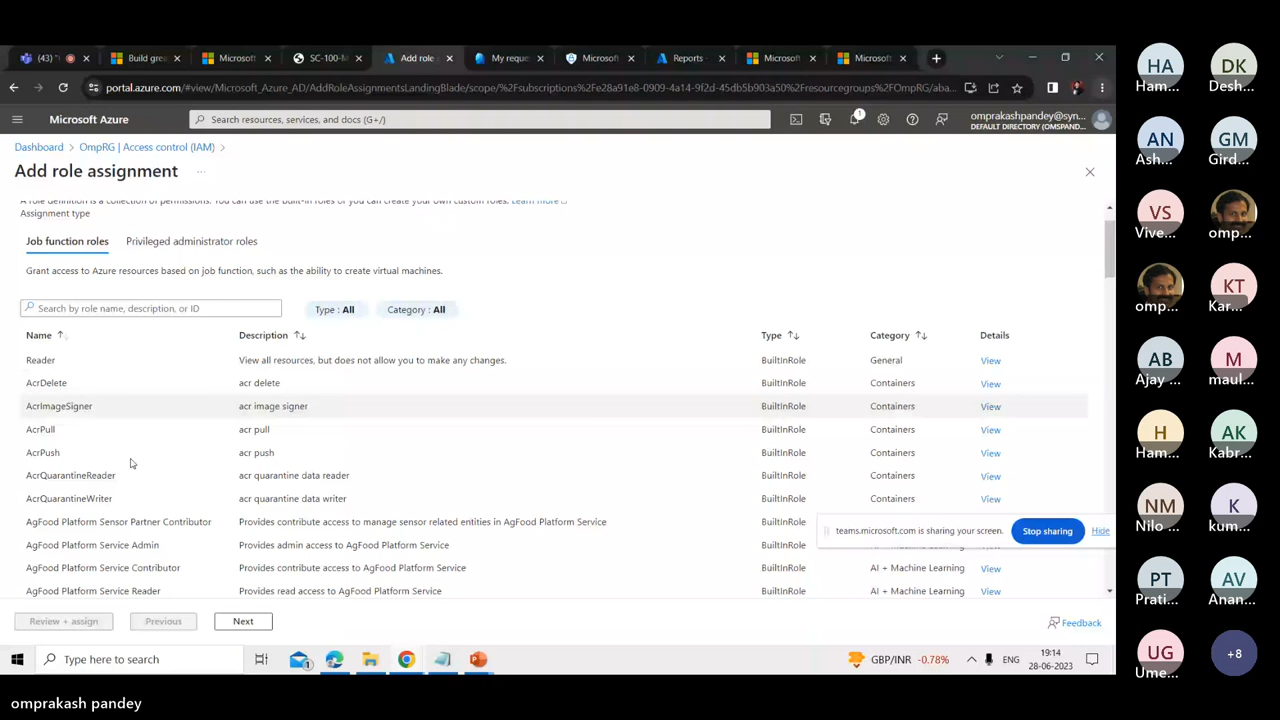 (43)
Build gre
Microsoft
Microsoft
SC-100-M
Add role
My reque
Microsoft
Reports -
Microsoft
Microsoft
portal.azure.com/#view/Microsoft_Azure_AD/AddRoleAssignmentsLandingBlade/scope/%2Fsubscriptions%2Fe28a91e8-0909-4a14-9f2d-45db5b903a50%2Fresourcegroups%2FOmpRG/aba...
Microsoft Azure
Search resources, services, and docs (G+/)
1
omprakashpandey@syn...
DEFAULT DIRECTORY (OMSPAND...
Dashboard > OmpRG | Access control (IAM) >
Add role assignment ...
A role definition is a collection of permissions. You can use the built-in roles or you can create your own custom roles. Learn more
Assignment type
Job function roles Privileged administrator roles
Grant access to Azure resources based on job function, such as the ability to create virtual machines.
Search by role name, description, or ID
Type : All
Category : All
Name Description Type Category Details
Reader View all resources, but does not allow you to make any changes. BuiltInRole General View
AcrDelete acr delete BuiltInRole Containers View
AcrImageSigner acr image signer BuiltInRole Containers View
AcrPull acr pull BuiltInRole Containers View
AcrPush acr push BuiltInRole Containers View
AcrQuarantineReader acr quarantine data reader BuiltInRole Containers View
AcrQuarantineWriter acr quarantine data writer BuiltInRole Containers View
AgFood Platform Sensor Partner Contributor Provides contribute access to manage sensor related entities in AgFood Platform Service BuiltInRole
AgFood Platform Service Admin Provides admin access to AgFood Platform Service BuiltInRole
AgFood Platform Service Contributor Provides contribute access to AgFood Platform Service BuiltInRole AI + Machine Learning View
AgFood Platform Service Reader Provides read access to AgFood Platform Service BuiltInRole AI + Machine Learning View
teams.microsoft.com is sharing your screen. Stop sharing Hide
Review + assign Previous Next
Feedback
Type here to search
1
GBP/INR -0.78%
ENG
19:14
28-06-2023
HA
Ham...
DK
Desh...
AN
Ash...
GM
Gird...
VS
Vive...
omp...
omp...
KT
Kar...
AB
Ajay ...
M
maul...
H
Ham...
AK
Kabr...
NM
Nilo ...
K
kum...
PT
Prati...
AV
Anan...
UG
Ume...
+8
omprakash pandey